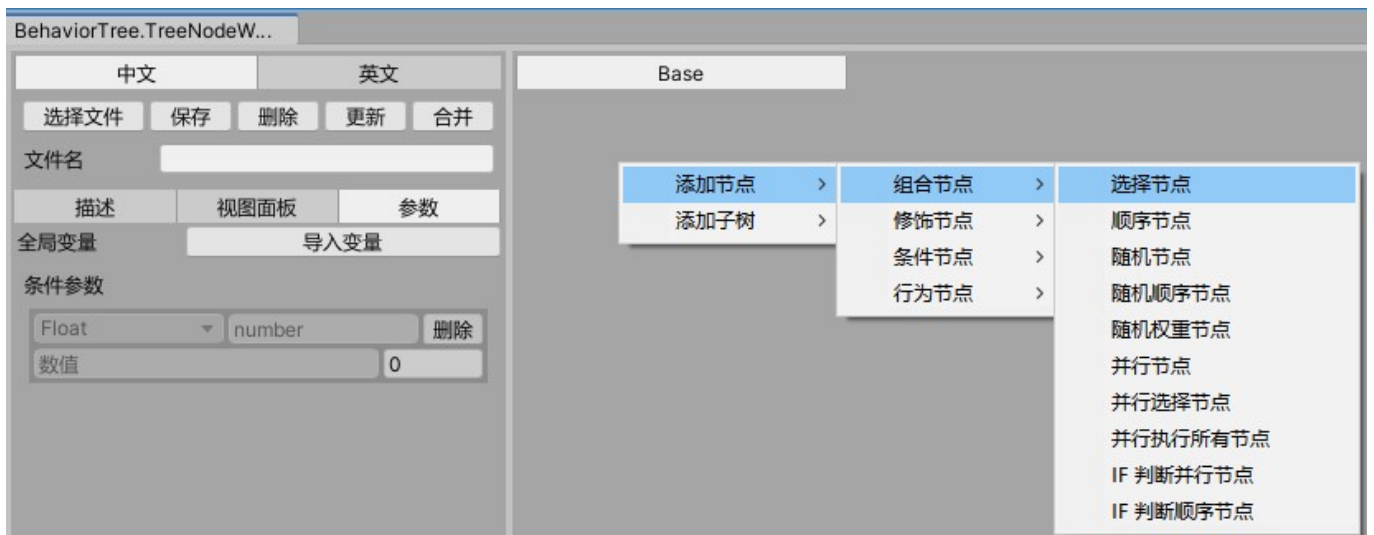 BehaviorTree.TreeNodeW...
中文 英文
选择文件 保存 删除 更新 合并
文件名
描述 视图面板 参数
全局变量 导入变量
条件参数
Float number 删除
数值 0
Base
添加节点 >
添加子树 >
组合节点 >
修饰节点 >
条件节点 >
行为节点 >
选择节点
顺序节点
随机节点
随机顺序节点
随机权重节点
并行节点
并行选择节点
并行执行所有节点
IF 判断并行节点
IF 判断顺序节点